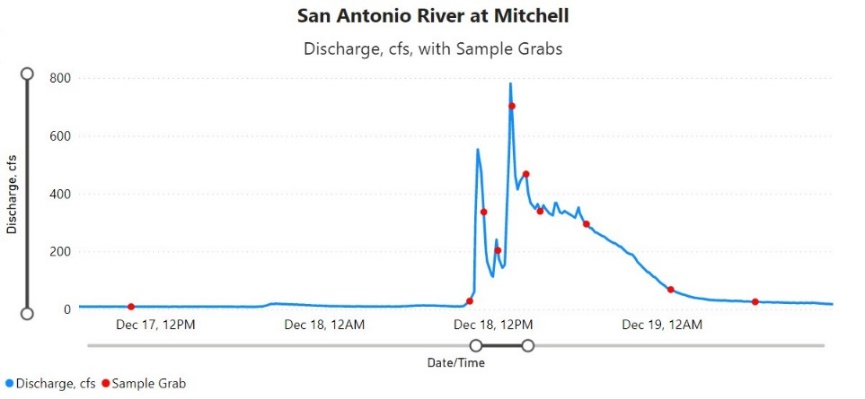 San Antonio River at Mitchell
Discharge, cfs, with Sample Grabs
Discharge, cfs
800
600
400
200
0
Dec 17, 12PM Dec 18, 12AM Dec 18, 12PM Dec 19, 12AM
Date/Time
Discharge, cfs Sample Grab